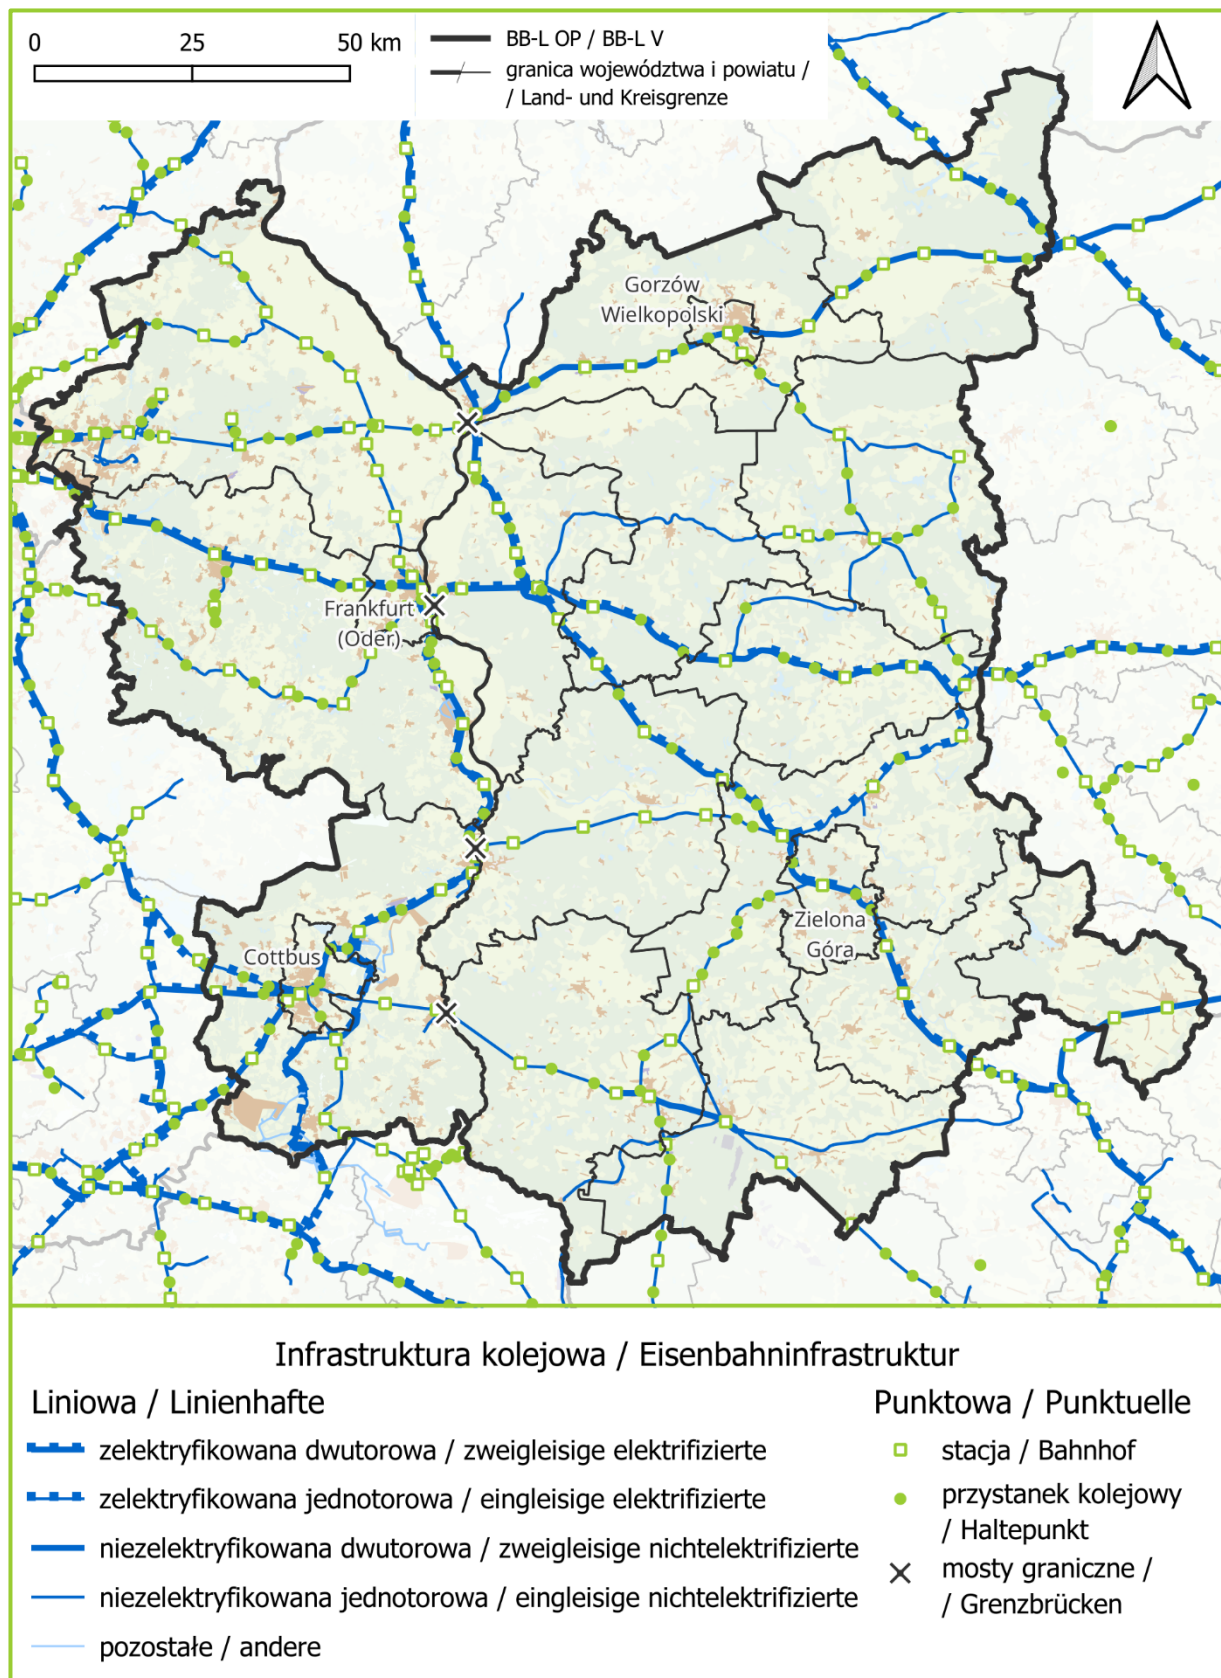 0 25 50 km
BB-L OP / BB-L V
granica województwa i powiatu /
/ Land- und Kreisgrenze
Gorzów
Wielkopolski
Frankfurt
(Oder)
Zielona
Góra
Cottbus
Infrastruktura kolejowa / Eisenbahninfrastruktur
Liniowa / Linienhafte
zelektryfikowana dwutorowa / zweigleisige elektrifizierte
zelektryfikowana jednotorowa / eingleisige elektrifizierte
niezelektryfikowana dwutorowa / zweigleisige nichtelektrifizierte
niezelektryfikowana jednotorowa / eingleisige nichtelektrifizierte
pozostałe / andere
Punktowa / Punktuelle
stacja / Bahnhof
przystanek kolejowy
/ Haltepunkt
mosty graniczne /
/ Grenzbrücken